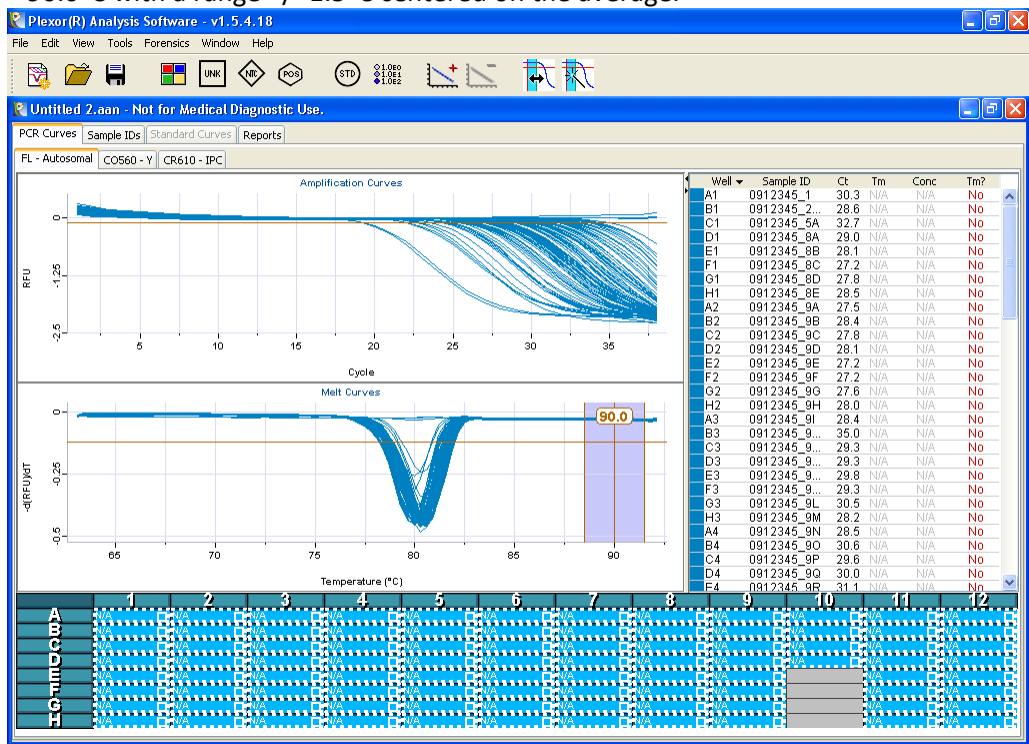 Plexor(R) Analysis Software - v1.5.4.18
File Edit View Tools Forensics Window Help
UNK NTC POS STD 1.0E0 1.0E1 1.0E2
Untitled 2.aan - Not for Medical Diagnostic Use.
PCR Curves Sample IDs Standard Curves Reports
FL - Autosomal CO560 - Y CR610 - IPC
Amplification Curves
0
-1.25
-2.5
RFU
5 10 15 20 25 30 35
Cycle
Melt Curves
90.0
0
-0.25
-0.5
-d(RFU)/dT
65 70 75 80 85 90
Temperature (°C)
Well Sample ID Ct Tm Conc Tm?
A1 0912345_1 30.3 N/A N/A No
B1 0912345_2... 28.6 N/A N/A No
C1 0912345_5A 32.7 N/A N/A No
D1 0912345_8A 29.0 N/A N/A No
E1 0912345_8B 28.1 N/A N/A No
F1 0912345_8C 27.2 N/A N/A No
G1 0912345_8D 27.8 N/A N/A No
H1 0912345_8E 28.5 N/A N/A No
A2 0912345_9A 27.5 N/A N/A No
B2 0912345_9B 28.4 N/A N/A No
C2 0912345_9C 27.8 N/A N/A No
D2 0912345_9D 28.1 N/A N/A No
E2 0912345_9E 27.2 N/A N/A No
F2 0912345_9F 27.2 N/A N/A No
G2 0912345_9G 27.6 N/A N/A No
H2 0912345_9H 28.0 N/A N/A No
A3 0912345_9I 28.4 N/A N/A No
B3 0912345_9... 35.0 N/A N/A No
C3 0912345_9... 29.3 N/A N/A No
D3 0912345_9... 29.3 N/A N/A No
E3 0912345_9... 29.8 N/A N/A No
F3 0912345_9... 29.3 N/A N/A No
G3 0912345_9L 30.5 N/A N/A No
H3 0912345_9M 28.2 N/A N/A No
A4 0912345_9N 28.5 N/A N/A No
B4 0912345_9O 30.6 N/A N/A No
C4 0912345_9P 29.6 N/A N/A No
D4 0912345_9Q 30.0 N/A N/A No
E4 0912345_9R 31.1 N/A N/A No
1 2 3 4 5 6 7 8 9 10 11 12
A N/A N/A N/A N/A N/A N/A N/A N/A N/A N/A N/A N/A
B N/A N/A N/A N/A N/A N/A N/A N/A N/A N/A N/A N/A
C N/A N/A N/A N/A N/A N/A N/A N/A N/A N/A N/A N/A
D N/A N/A N/A N/A N/A N/A N/A N/A N/A N/A N/A N/A
E N/A N/A N/A N/A N/A N/A N/A N/A N/A N/A N/A
F N/A N/A N/A N/A N/A N/A N/A N/A N/A N/A N/A
G N/A N/A N/A N/A N/A N/A N/A N/A N/A N/A N/A
H N/A N/A N/A N/A N/A N/A N/A N/A N/A N/A N/A